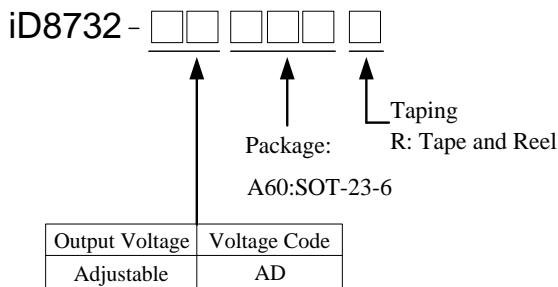 iD8732 - □□ □□□ □
Taping
R: Tape and Reel
Package:
A60:SOT-23-6
Output Voltage Voltage Code
Adjustable AD